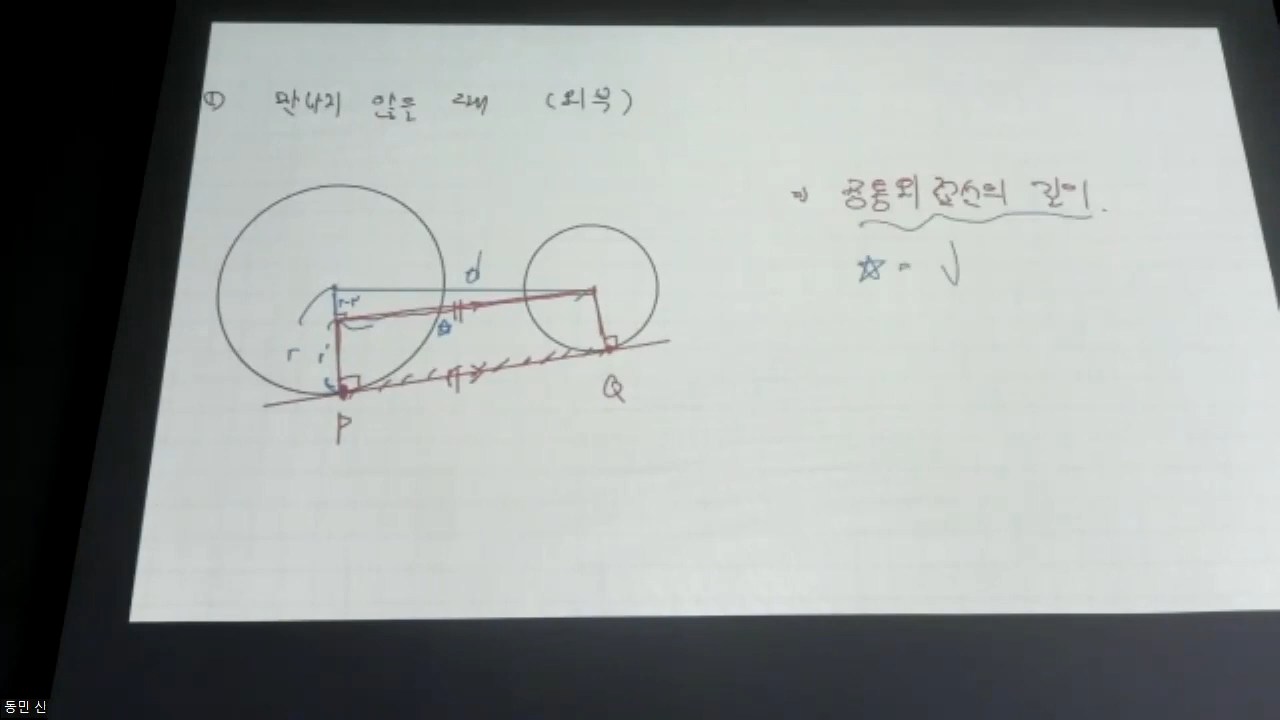 ① 만나지 않을 때 (외부)
⇒ 공통외접선의 길이.
☆ = √
d
r-r'
☆
r r'
Q
P
동민 신